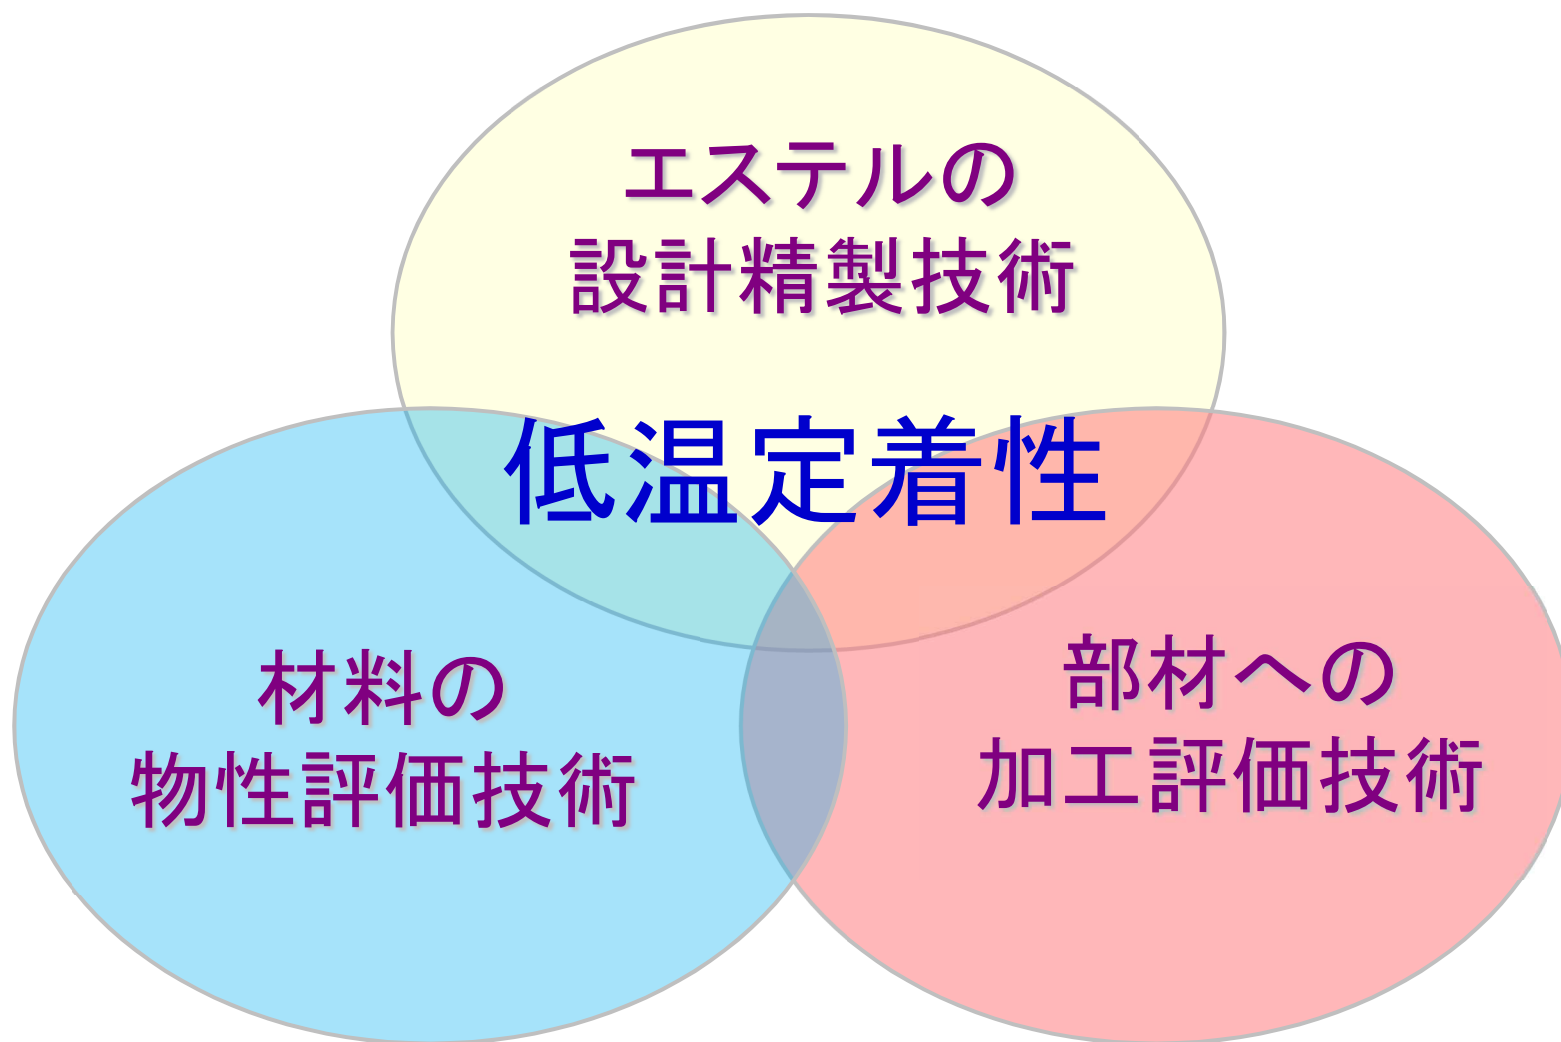 エステルの
設計精製技術
低温定着性
材料の
物性評価技術
部材への
加工評価技術